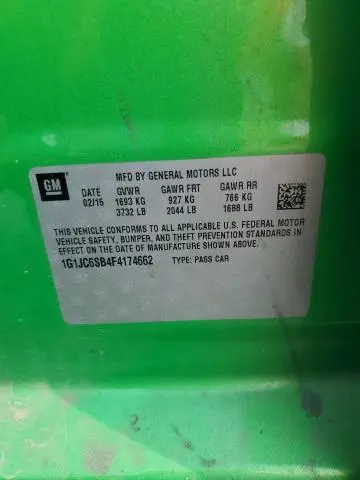 GM
MFD BY GENERAL MOTORS LLC
DATE GVWR GAWR FRT GAWR RR
02/15 1693 KG 927 KG 766 KG
3732 LB 2044 LB 1688 LB
THIS VEHICLE CONFORMS TO ALL APPLICABLE U.S. FEDERAL MOTOR
VEHICLE SAFETY, BUMPER, AND THEFT PREVENTION STANDARDS IN
EFFECT ON THE DATE OF MANUFACTURE SHOWN ABOVE.
1G1JC6SB4F4174662 TYPE: PASS CAR